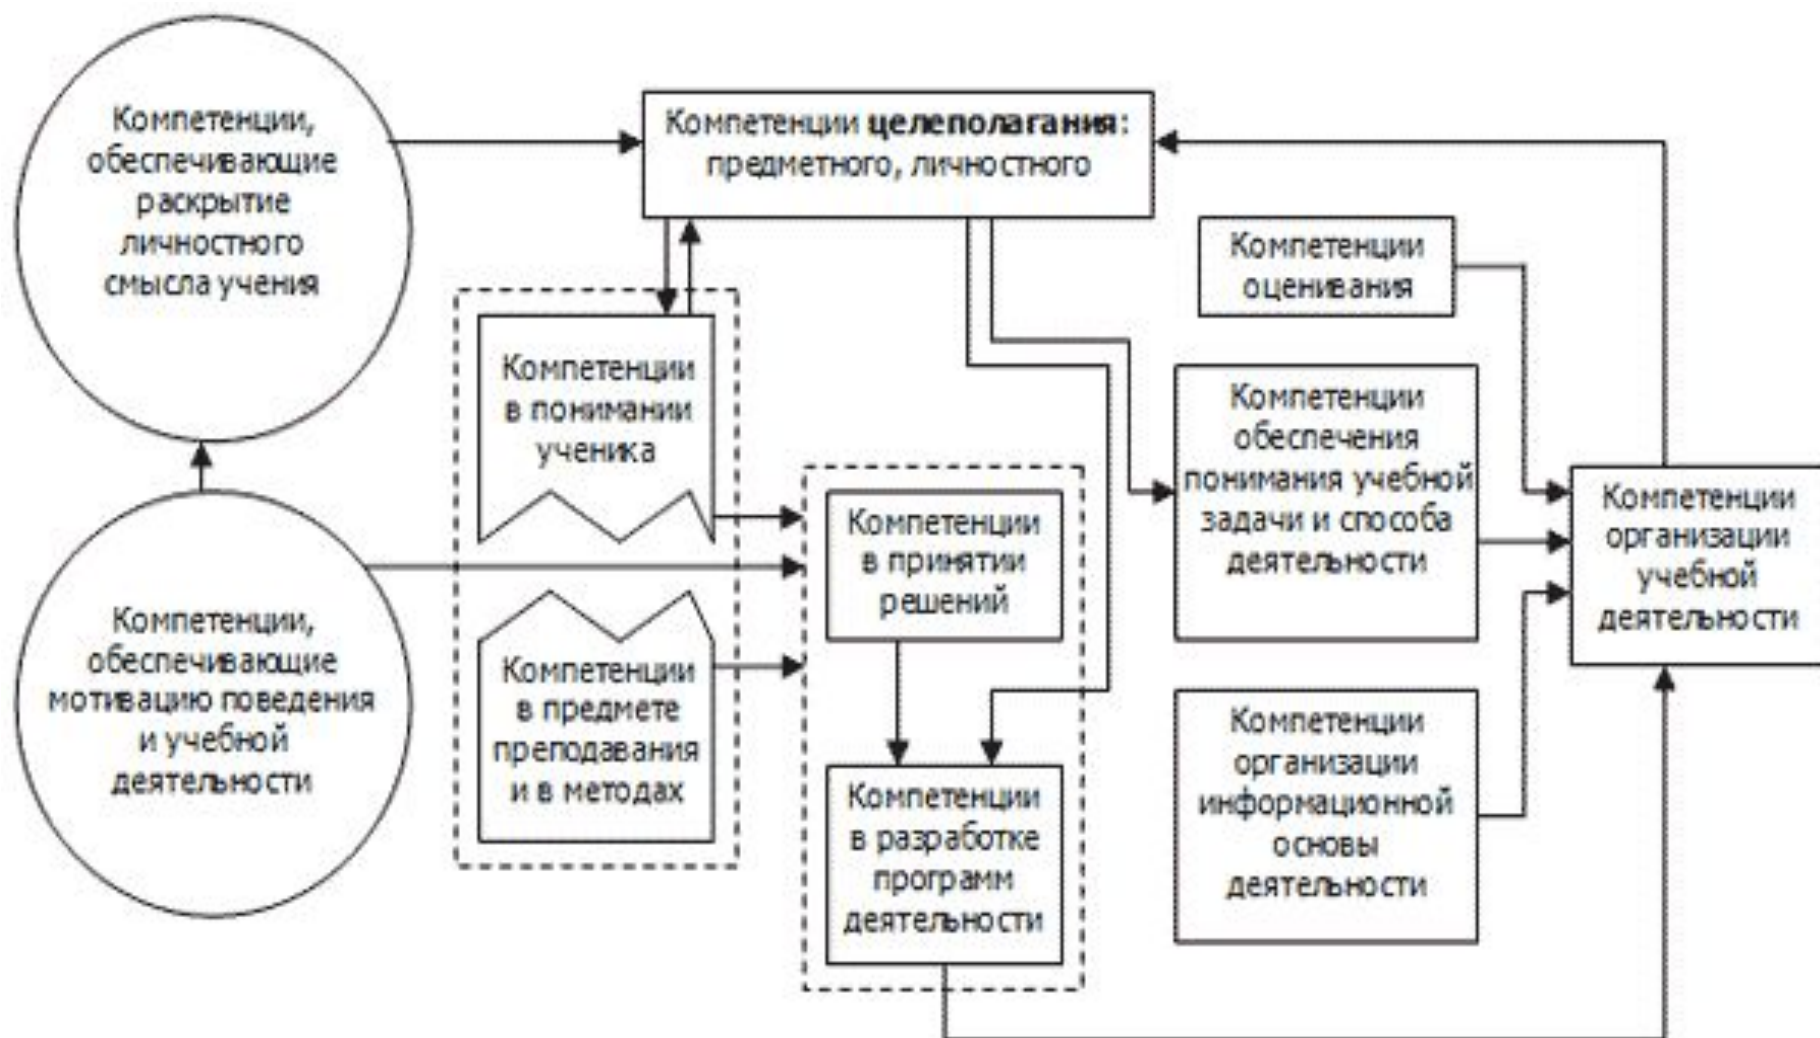 Компетенции,
обеспечивающие
раскрытие
личностного
смысла учения
Компетенции целеполагания:
предметного, личностного
Компетенции
оценивания
Компетенции
в понимании
ученика
Компетенции
обеспечения
понимания учебной
задачи и способа
деятельности
Компетенции
в принятии
решений
Компетенции
организации
учебной
деятельности
Компетенции,
обеспечивающие
мотивацию поведения
и учебной
деятельности
Компетенции
в предмете
преподавания
и в методах
Компетенции
в разработке
программ
деятельности
Компетенции
организации
информационной
основы
деятельности